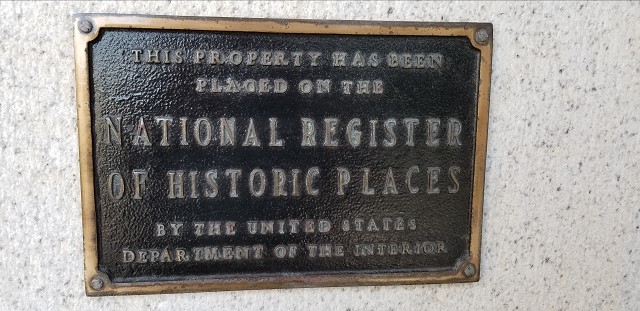 THIS PROPERTY HAS BEEN
PLACED ON THE
NATIONAL REGISTER
OF HISTORIC PLACES
BY THE UNITED STATES
DEPARTMENT OF THE INTERIOR